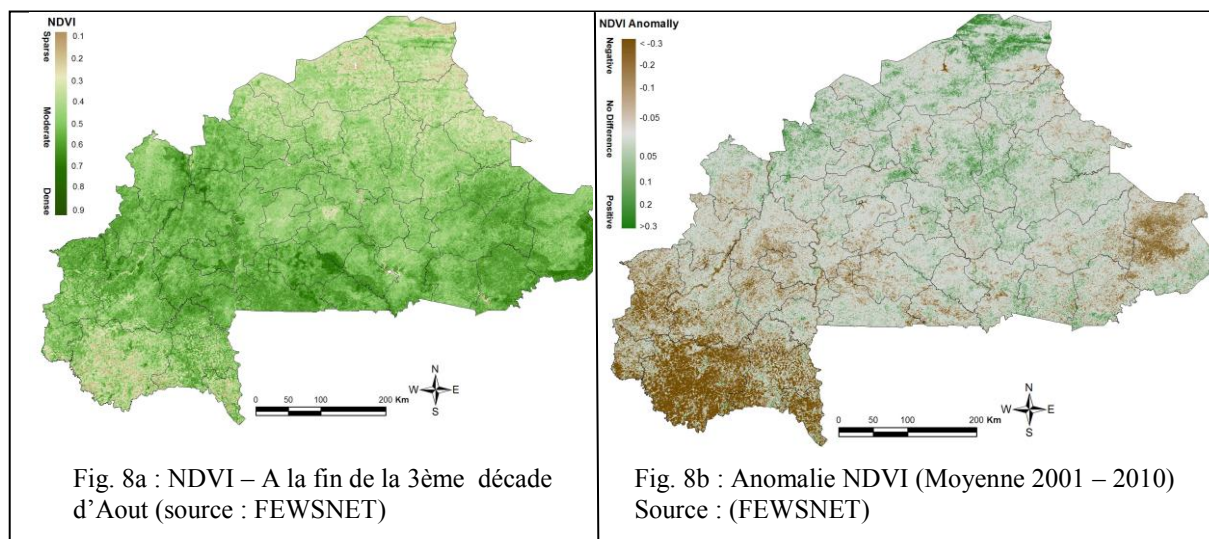 NDVI
Sparse
Moderate
Dense
0.1
0.2
0.3
0.4
0.5
0.6
0.7
0.8
0.9
N
W E
S
0 50 100 200 Km
Fig. 8a : NDVI – A la fin de la 3ème décade
d’Aout (source : FEWSNET)
NDVI Anomally
Negative
No Difference
Positive
< -0.3
-0.2
-0.1
-0.05
0.05
0.1
0.2
>0.3
N
W E
S
0 50 100 200 Km
Fig. 8b : Anomalie NDVI (Moyenne 2001 – 2010)
Source : (FEWSNET)